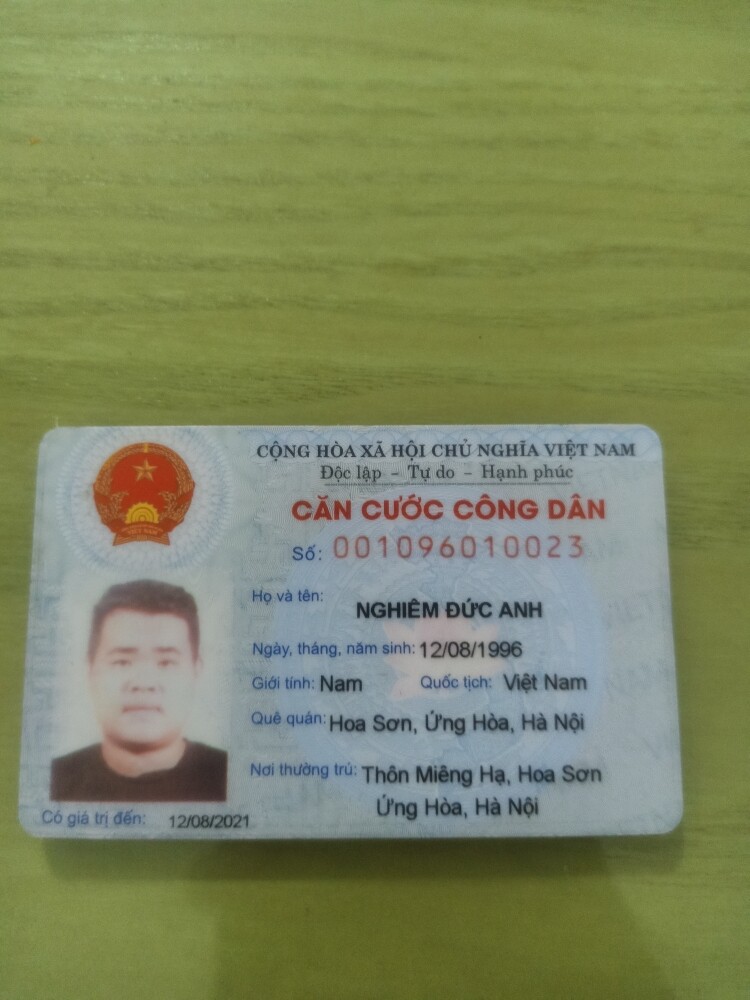 CỘNG HÒA XÃ HỘI CHỦ NGHĨA VIỆT NAM
Độc lập - Tự do - Hạnh phúc
CĂN CƯỚC CÔNG DÂN
Số: 001096010023
Họ và tên:
NGHIÊM ĐỨC ANH
Ngày, tháng, năm sinh: 12/08/1996
Giới tính: Nam Quốc tịch: Việt Nam
Quê quán: Hoa Sơn, Ứng Hòa, Hà Nội
Nơi thường trú: Thôn Miêng Hạ, Hoa Sơn
Ứng Hòa, Hà Nội
Có giá trị đến: 12/08/2021
VIỆT NAM